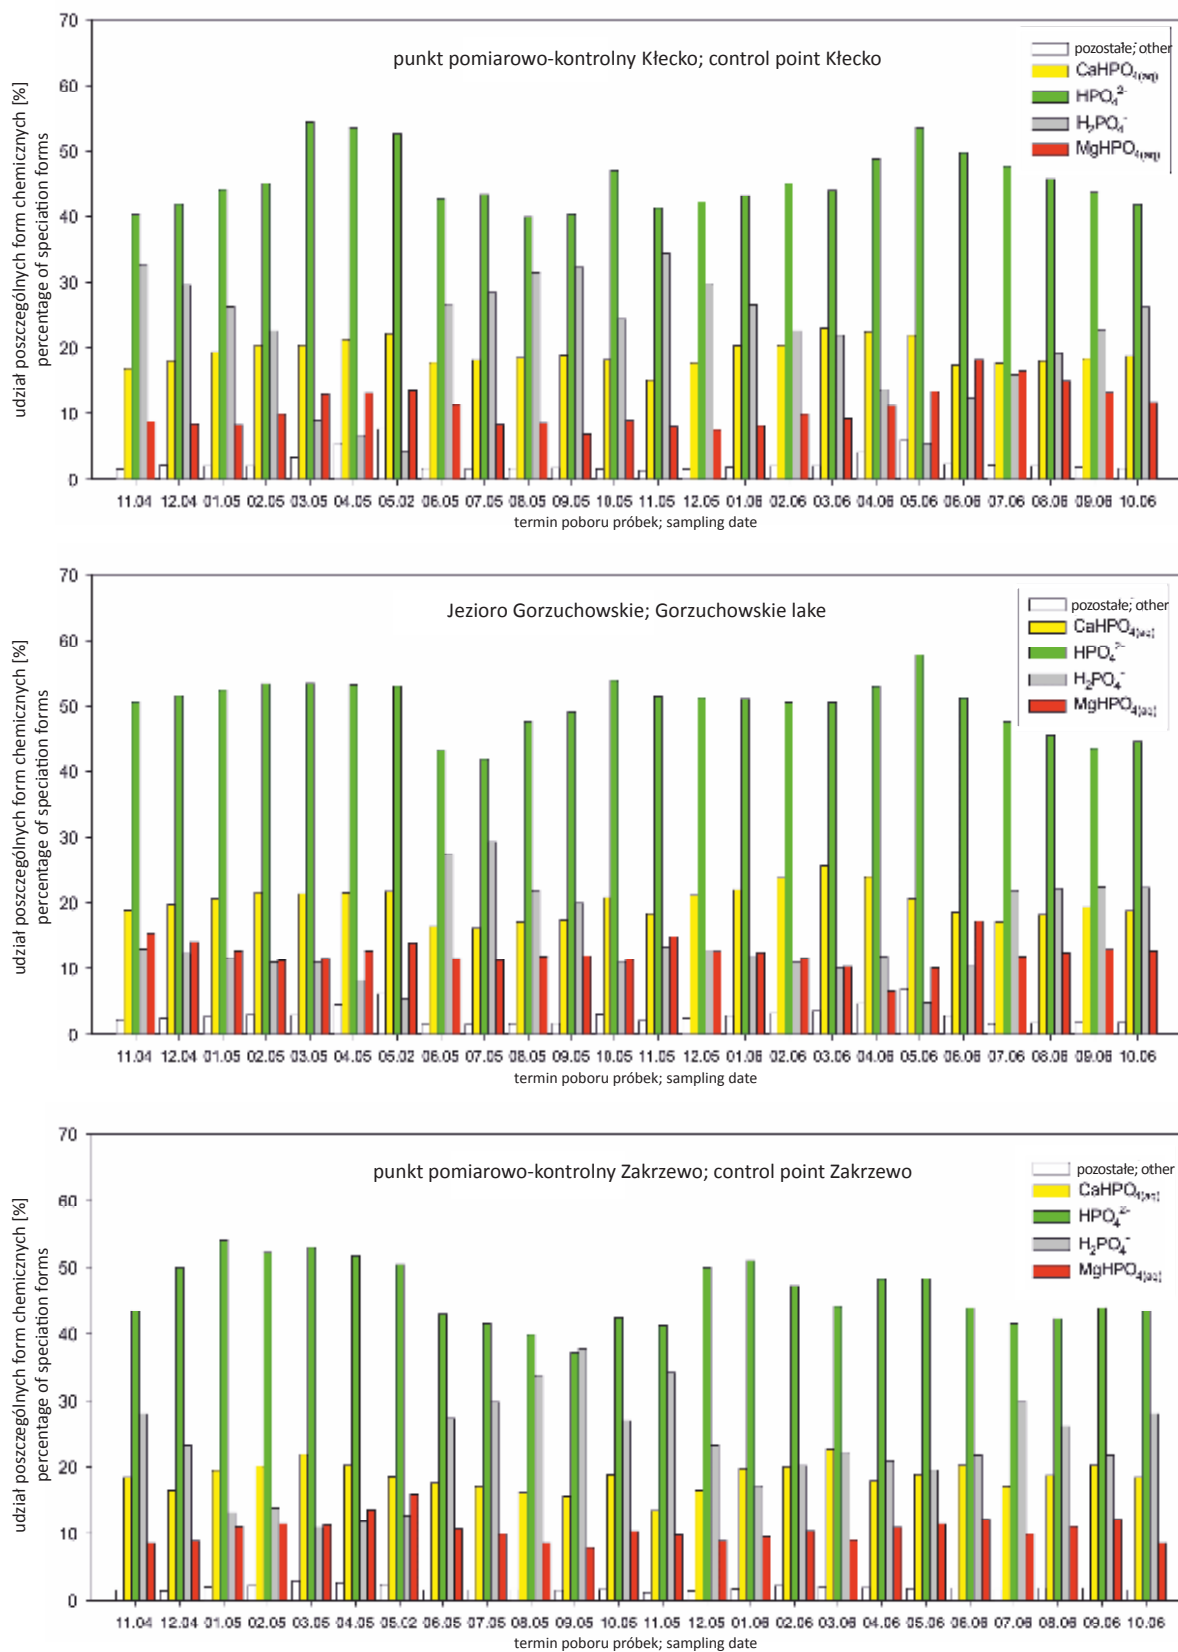 udział poszczególnych form chemicznych [%]
percentage of speciation forms
70
60
50
40
30
20
10
0
punkt pomiarowo-kontrolny Kłecko; control point Kłecko
pozostałe; other
CaHPO4(aq)
HPO4 2-
H2PO4 -
MgHPO4(aq)
11.04 12.04 01.05 02.05 03.05 04.05 05.02 06.05 07.05 08.05 09.05 10.05 11.05 12.05 01.06 02.06 03.06 04.06 05.06 06.06 07.06 08.06 09.06 10.06
termin poboru próbek; sampling date
udział poszczególnych form chemicznych [%]
percentage of speciation forms
70
60
50
40
30
20
10
0
Jezioro Gorzuchowskie; Gorzuchowskie lake
pozostałe; other
CaHPO4(aq)
HPO4 2-
H2PO4 -
MgHPO4(aq)
11.04 12.04 01.05 02.05 03.05 04.05 05.02 06.05 07.05 08.05 09.05 10.05 11.05 12.05 01.06 02.06 03.06 04.06 05.06 06.06 07.06 08.06 09.06 10.06
termin poboru próbek; sampling date
udział poszczególnych form chemicznych [%]
percentage of speciation forms
70
60
50
40
30
20
10
0
punkt pomiarowo-kontrolny Zakrzewo; control point Zakrzewo
pozostałe; other
CaHPO4(aq)
HPO4 2-
H2PO4 -
MgHPO4(aq)
11.04 12.04 01.05 02.05 03.05 04.05 05.02 06.05 07.05 08.05 09.05 10.05 11.05 12.05 01.06 02.06 03.06 04.06 05.06 06.06 07.06 08.06 09.06 10.06
termin poboru próbek; sampling date